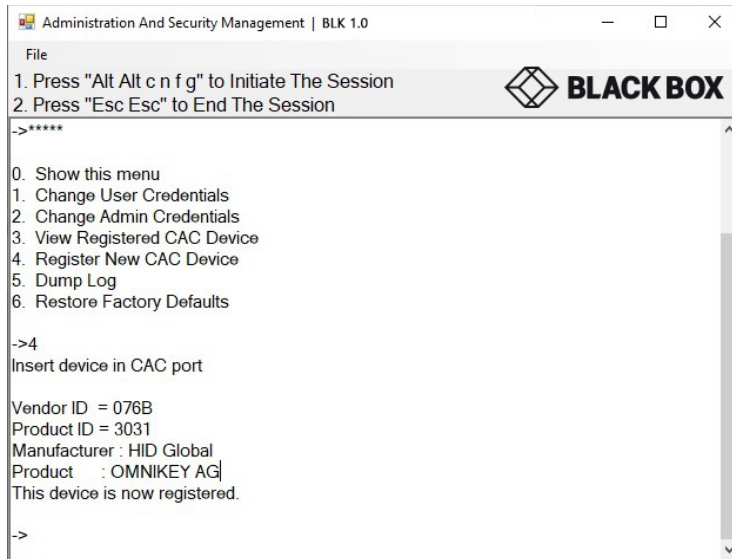 Administration And Security Management | BLK 1.0
File
1. Press "Alt Alt c n f g" to Initiate The Session
2. Press "Esc Esc" to End The Session
BLACK BOX
->*****
0. Show this menu
1. Change User Credentials
2. Change Admin Credentials
3. View Registered CAC Device
4. Register New CAC Device
5. Dump Log
6. Restore Factory Defaults
->4
Insert device in CAC port
Vendor ID = 076B
Product ID = 3031
Manufacturer : HID Global
Product : OMNIKEY AG
This device is now registered.
->